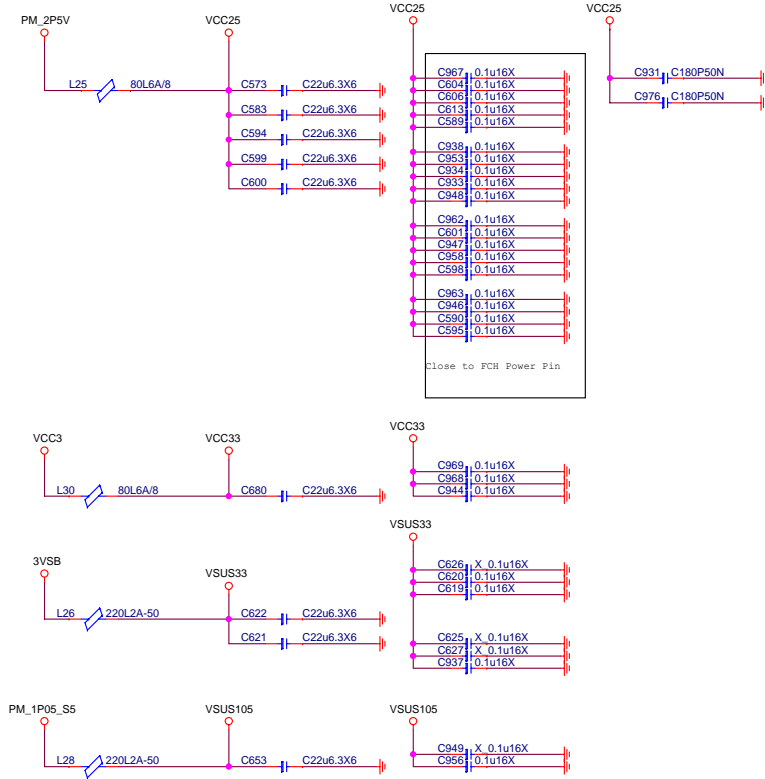 PM_2P5V VCC25 VCC25 VCC25
L25 80L6A/8 C573 C22u6.3X6
C583 C22u6.3X6
C594 C22u6.3X6
C599 C22u6.3X6
C600 C22u6.3X6
C967 0.1u16X
C604 0.1u16X
C606 0.1u16X
C613 0.1u16X
C589 0.1u16X
C938 0.1u16X
C953 0.1u16X
C934 0.1u16X
C933 0.1u16X
C948 0.1u16X
C962 0.1u16X
C601 0.1u16X
C947 0.1u16X
C958 0.1u16X
C598 0.1u16X
C963 0.1u16X
C946 0.1u16X
C590 0.1u16X
C595 0.1u16X
Close to FCH Power Pin
C931 C180P50N
C976 C180P50N
VCC3 VCC33 VCC33
L30 80L6A/8 C680 C22u6.3X6
C969 0.1u16X
C968 0.1u16X
C944 0.1u16X
3VSB VSUS33 VSUS33
L26 220L2A-50 C622 C22u6.3X6
C621 C22u6.3X6
C626 X_0.1u16X
C620 0.1u16X
C619 0.1u16X
C625 X_0.1u16X
C627 X_0.1u16X
C937 0.1u16X
PM_1P05_S5 VSUS105 VSUS105
L28 220L2A-50 C653 C22u6.3X6
C949 X_0.1u16X
C956 0.1u16X